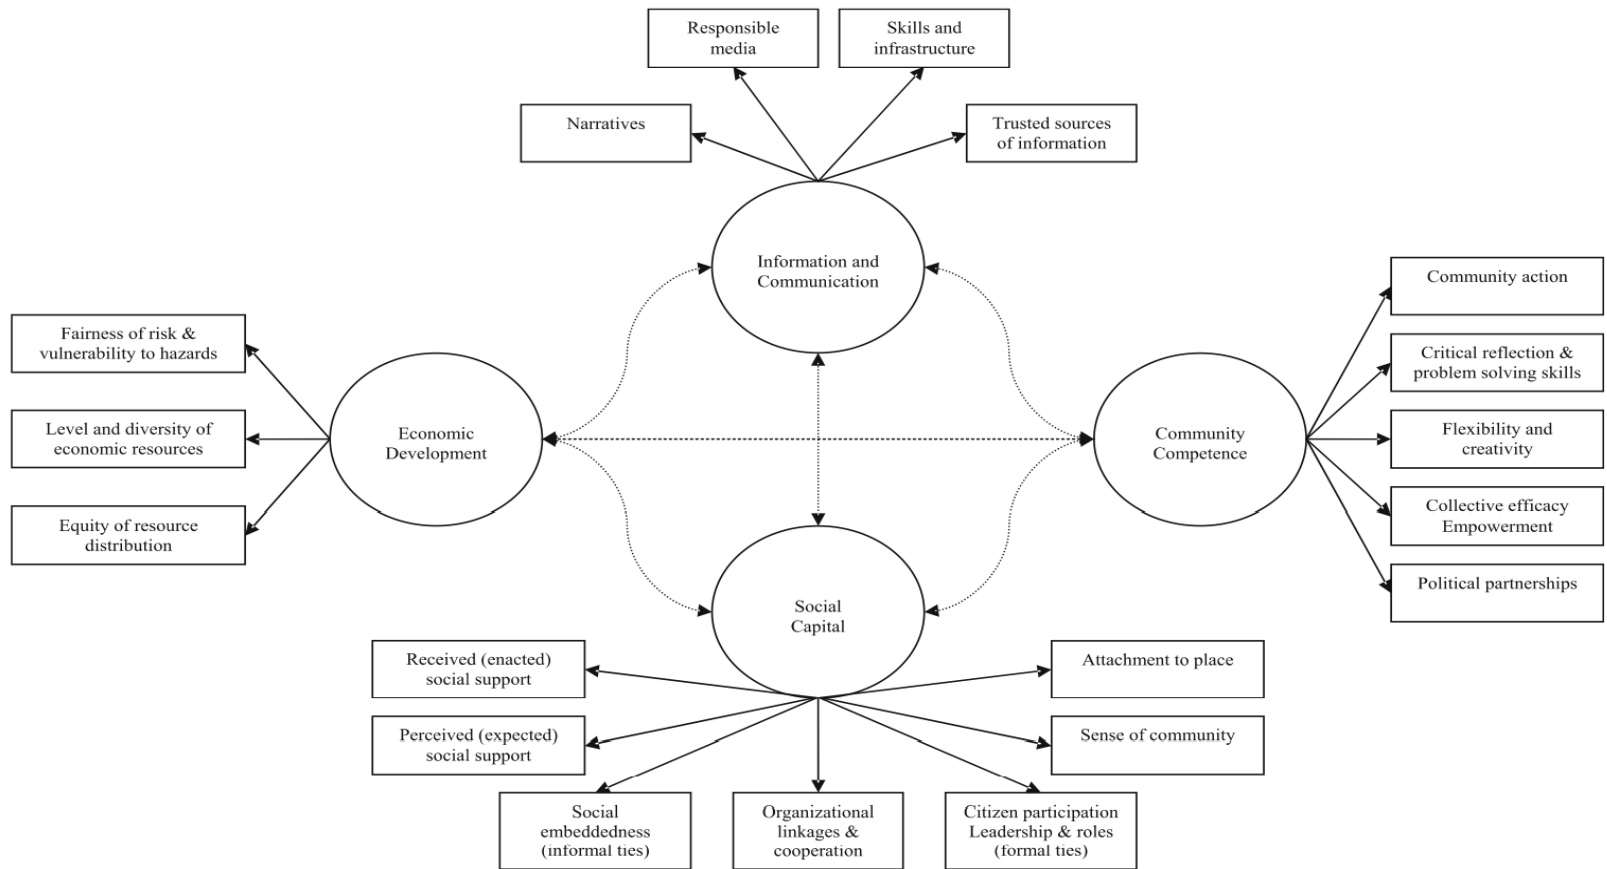 Responsible
media
Skills and
infrastructure
Narratives
Trusted sources
of information
Information and
Communication
Community action
Fairness of risk &
vulnerability to hazards
Critical reflection &
problem solving skills
Level and diversity of
economic resources
Economic
Development
Community
Competence
Flexibility and
creativity
Equity of resource
distribution
Collective efficacy
Empowerment
Political partnerships
Social
Capital
Received (enacted)
social support
Attachment to place
Perceived (expected)
social support
Sense of community
Social
embeddedness
(informal ties)
Organizational
linkages &
cooperation
Citizen participation
Leadership & roles
(formal ties)